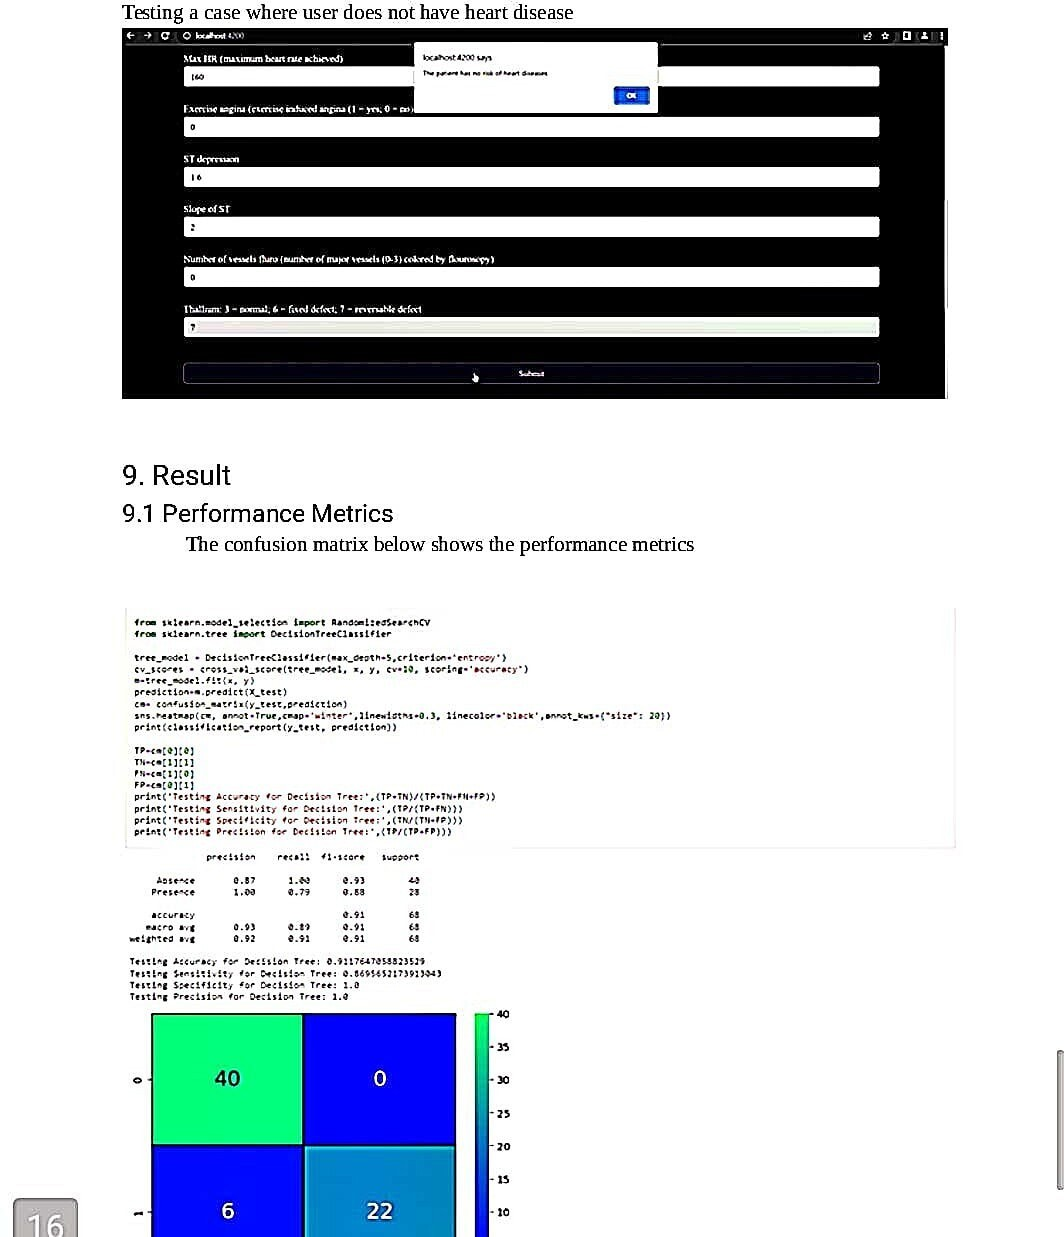 Testing a case where user does not have heart disease
localhost:4200
localhost:4200 says
The patient has no risk of heart diseases
OK
Max HR (maximum heart rate achieved)
160
Exercise angina (exercise induced angina (1 = yes; 0 = no)
0
ST depression
1.6
Slope of ST
2
Number of vessels fluro (number of major vessels (0-3) colored by flourosopy)
0
Thallium: 3 = normal; 6 = fixed defect; 7 = reversable defect
7
Submit
9. Result
9.1 Performance Metrics
The confusion matrix below shows the performance metrics
from sklearn.model_selection import RandomizedSearchCV
from sklearn.tree import DecisionTreeClassifier
tree_model = DecisionTreeClassifier(max_depth=5,criterion='entropy')
cv_scores = cross_val_score(tree_model, x, y, cv=10, scoring='accuracy')
m=tree_model.fit(x, y)
prediction=m.predict(X_test)
cm= confusion_matrix(y_test,prediction)
sns.heatmap(cm, annot=True,cmap='winter',linewidths=0.3, linecolor='black',annot_kws={"size": 20})
print(classification_report(y_test, prediction))
TP=cm[0][0]
TN=cm[1][1]
FN=cm[1][0]
FP=cm[0][1]
print('Testing Accuracy for Decision Tree:',(TP+TN)/(TP+TN+FN+FP))
print('Testing Sensitivity for Decision Tree:',(TP/(TP+FN)))
print('Testing Specificity for Decision Tree:',(TN/(TN+FP)))
print('Testing Precision for Decision Tree:',(TP/(TP+FP)))
precision recall f1-score support
Absence 0.87 1.00 0.93 40
Presence 1.00 0.79 0.88 28
accuracy 0.91 68
macro avg 0.93 0.89 0.91 68
weighted avg 0.92 0.91 0.91 68
Testing Accuracy for Decision Tree: 0.9117647058823529
Testing Sensitivity for Decision Tree: 0.8695652173913043
Testing Specificity for Decision Tree: 1.0
Testing Precision for Decision Tree: 1.0
40
35
30
25
20
15
10
0
40 0
1
6 22
16